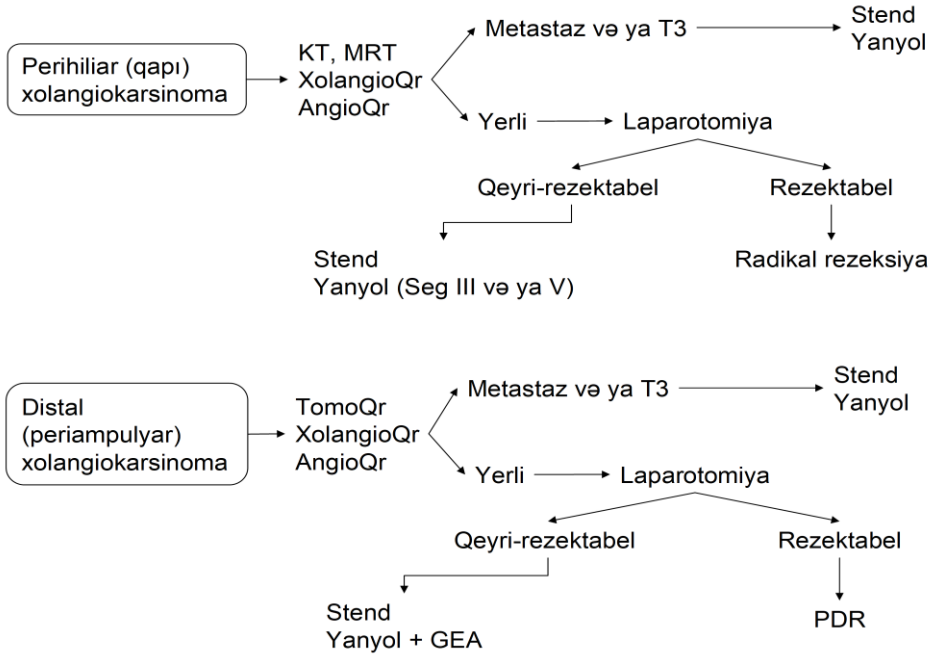 Perihiliar (qapı)
xolangiokarsinoma
KT, MRT
XolangioQr
AngioQr
Metastaz və ya T3
Stend
Yanyol
Yerli
Laparotomiya
Qeyri-rezektabel
Rezektabel
Stend
Yanyol (Seg III və ya V)
Radikal rezeksiya
Distal
(periampulyar)
xolangiokarsinoma
TomoQr
XolangioQr
AngioQr
Metastaz və ya T3
Stend
Yanyol
Yerli
Laparotomiya
Qeyri-rezektabel
Rezektabel
Stend
Yanyol + GEA
PDR